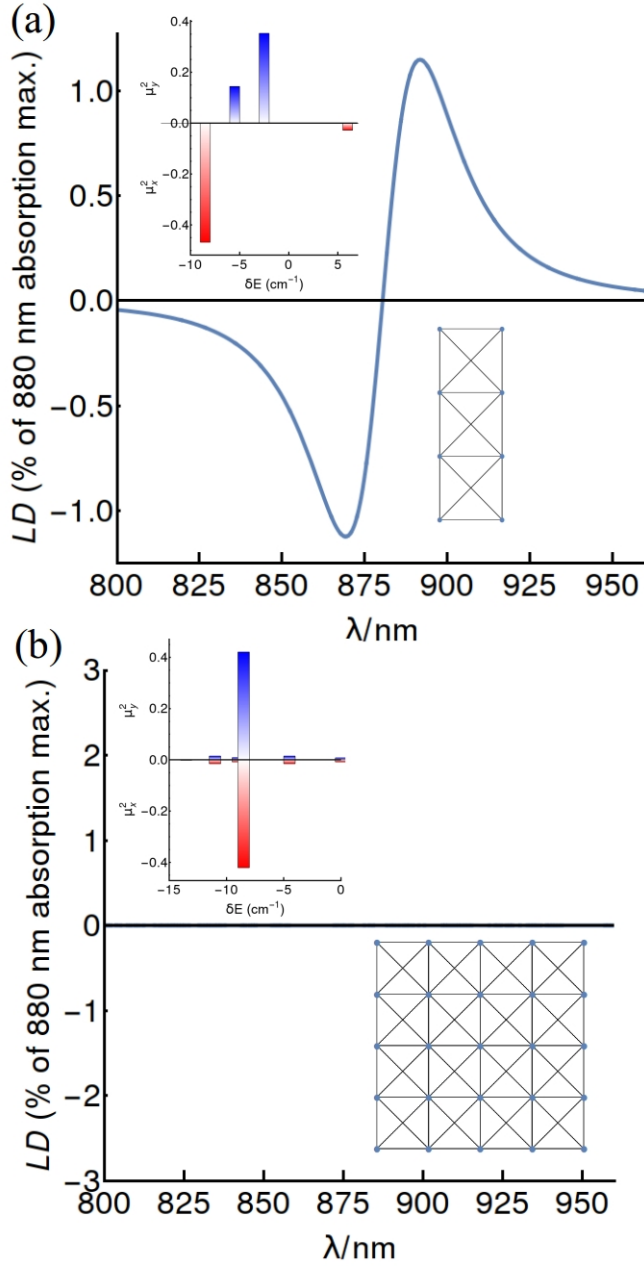 (a)
LD (% of 880 nm absorption max.)
1.0
0.5
0.0
−0.5
−1.0
μ²y
μ²x
0.4
0.2
−0.0
−0.2
−0.4
−10 −5 0 5
δE (cm⁻¹)
800 825 850 875 900 925 950
λ/nm
(b)
LD (% of 880 nm absorption max.)
3
2
1
0
−1
−2
−3
μ²y
μ²x
0.4
0.2
0.0
−0.2
−0.4
−15 −10 −5 0
δE (cm⁻¹)
800 825 850 875 900 925 950
λ/nm